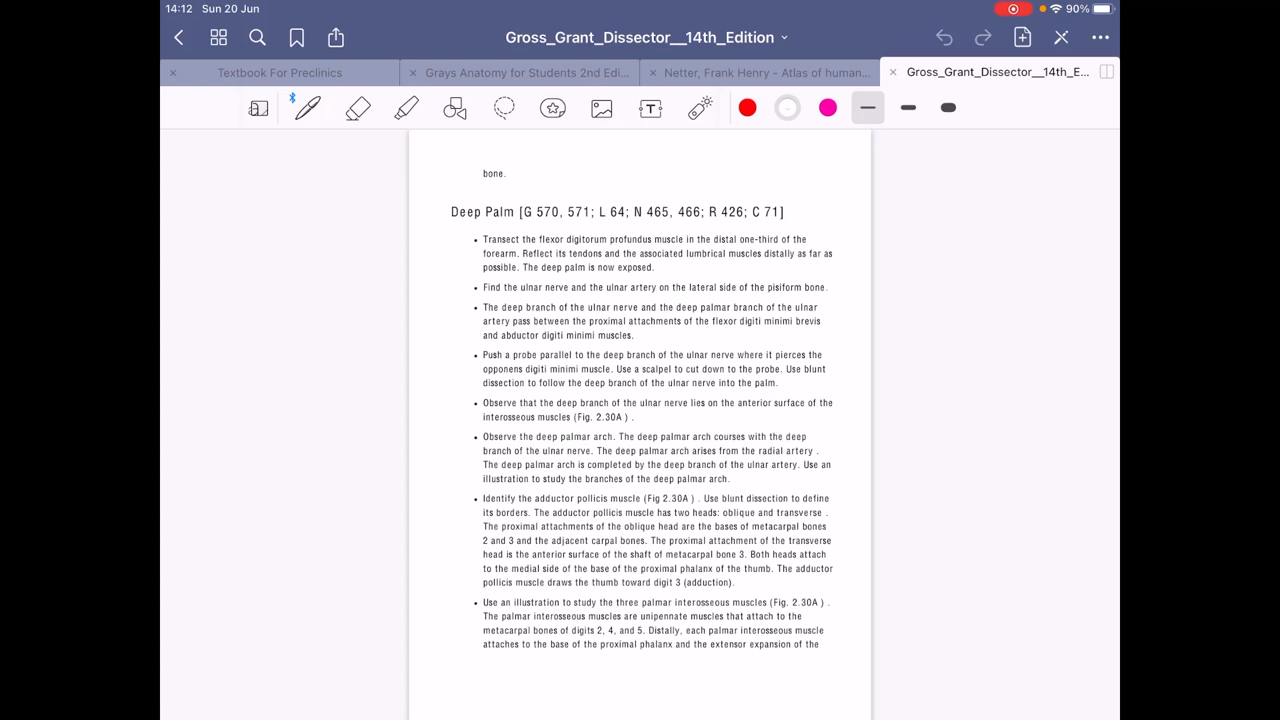 14:12 Sun 20 Jun 90%
Gross_Grant_Dissector__14th_Edition
Textbook For Preclinics
Grays Anatomy for Students 2nd Edi...
Netter, Frank Henry - Atlas of human...
Gross_Grant_Dissector__14th_E...
T
bone.
Deep Palm [G 570, 571; L 64; N 465, 466; R 426; C 71]
• Transect the flexor digitorum profundus muscle in the distal one-third of the
forearm. Reflect its tendons and the associated lumbrical muscles distally as far as
possible. The deep palm is now exposed.
• Find the ulnar nerve and the ulnar artery on the lateral side of the pisiform bone.
• The deep branch of the ulnar nerve and the deep palmar branch of the ulnar
artery pass between the proximal attachments of the flexor digiti minimi brevis
and abductor digiti minimi muscles.
• Push a probe parallel to the deep branch of the ulnar nerve where it pierces the
opponens digiti minimi muscle. Use a scalpel to cut down to the probe. Use blunt
dissection to follow the deep branch of the ulnar nerve into the palm.
• Observe that the deep branch of the ulnar nerve lies on the anterior surface of the
interosseous muscles (Fig. 2.30A ) .
• Observe the deep palmar arch. The deep palmar arch courses with the deep
branch of the ulnar nerve. The deep palmar arch arises from the radial artery .
The deep palmar arch is completed by the deep branch of the ulnar artery. Use an
illustration to study the branches of the deep palmar arch.
• Identify the adductor pollicis muscle (Fig 2.30A ) . Use blunt dissection to define
its borders. The adductor pollicis muscle has two heads: oblique and transverse .
The proximal attachments of the oblique head are the bases of metacarpal bones
2 and 3 and the adjacent carpal bones. The proximal attachment of the transverse
head is the anterior surface of the shaft of metacarpal bone 3. Both heads attach
to the medial side of the base of the proximal phalanx of the thumb. The adductor
pollicis muscle draws the thumb toward digit 3 (adduction).
• Use an illustration to study the three palmar interosseous muscles (Fig. 2.30A ) .
The palmar interosseous muscles are unipennate muscles that attach to the
metacarpal bones of digits 2, 4, and 5. Distally, each palmar interosseous muscle
attaches to the base of the proximal phalanx and the extensor expansion of the